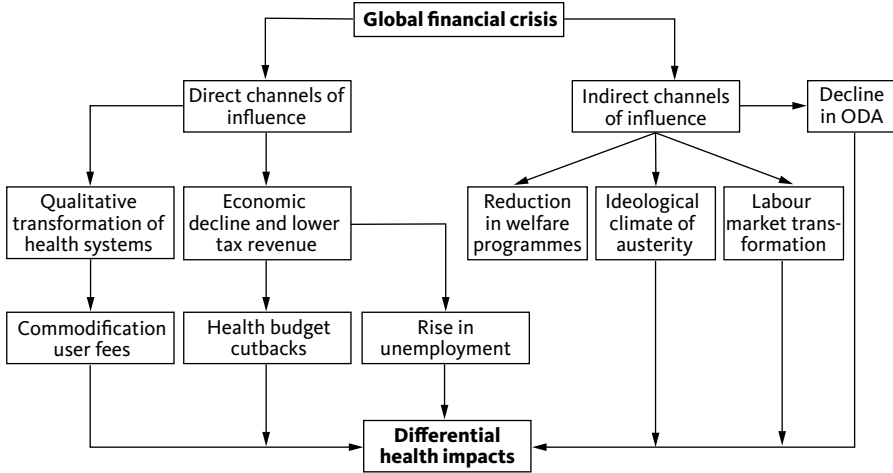 Global financial crisis
Direct channels of
influence
Indirect channels
of influence
Decline
in ODA
Qualitative
transformation of
health systems
Economic
decline and lower
tax revenue
Reduction
in welfare
programmes
Ideological
climate of
austerity
Labour
market trans-
formation
Commodification
user fees
Health budget
cutbacks
Rise in
unemployment
Differential
health impacts